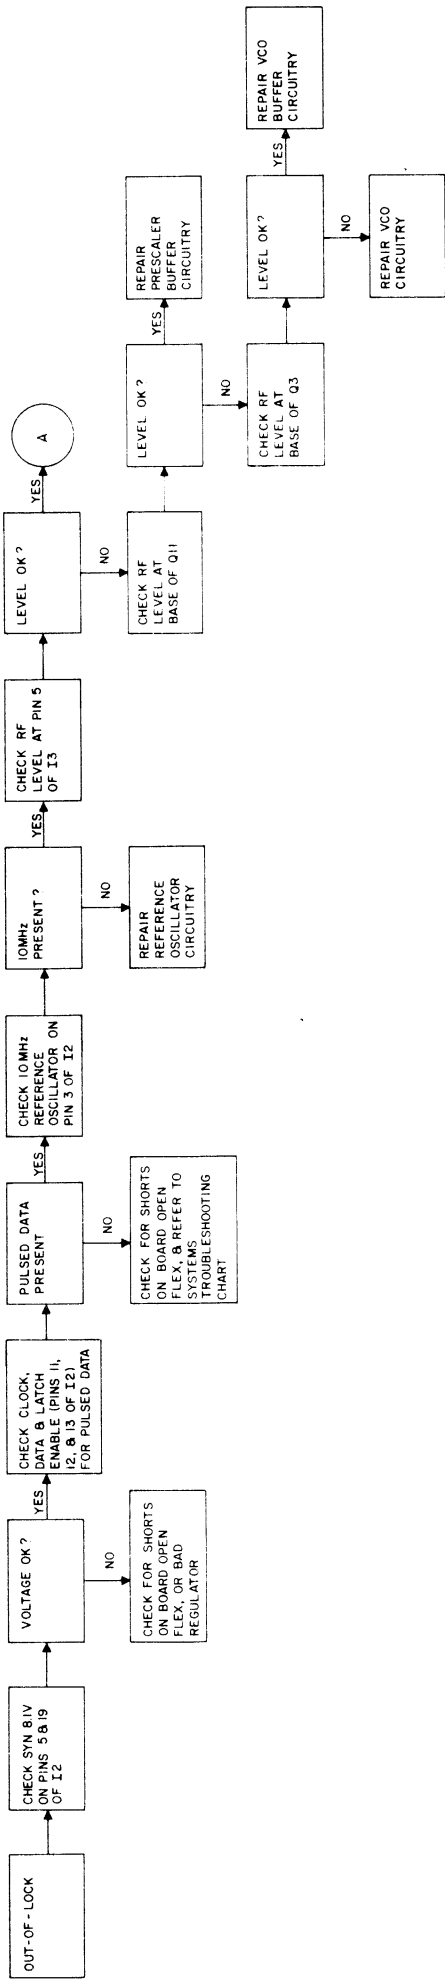 OUT-OF-LOCK
CHECK SYN 8.1V
ON PINS 5 & 19
OF I2
VOLTAGE OK?
YES
NO
CHECK FOR SHORTS
ON BOARD OPEN
FLEX, OR BAD
REGULATOR
CHECK CLOCK,
DATA & LATCH
ENABLE (PINS 11,
12, & 13 OF I2)
FOR PULSED DATA
PULSED DATA
PRESENT
YES
NO
CHECK FOR SHORTS
ON BOARD OPEN
FLEX, & REFER TO
SYSTEMS
TROUBLESHOOTING
CHART
CHECK 10MHz
REFERENCE
OSCILLATOR ON
PIN 3 OF I2
10MHz
PRESENT?
YES
NO
REPAIR
REFERENCE
OSCILLATOR
CIRCUITRY
CHECK RF
LEVEL AT PIN 5
OF I3
LEVEL OK?
YES
A
NO
CHECK RF
LEVEL AT
BASE OF Q11
LEVEL OK?
YES
REPAIR
PRESCALER
BUFFER
CIRCUITRY
NO
CHECK RF
LEVEL AT
BASE OF Q3
LEVEL OK?
YES
REPAIR VCO
BUFFER
CIRCUITRY
NO
REPAIR VCO
CIRCUITRY